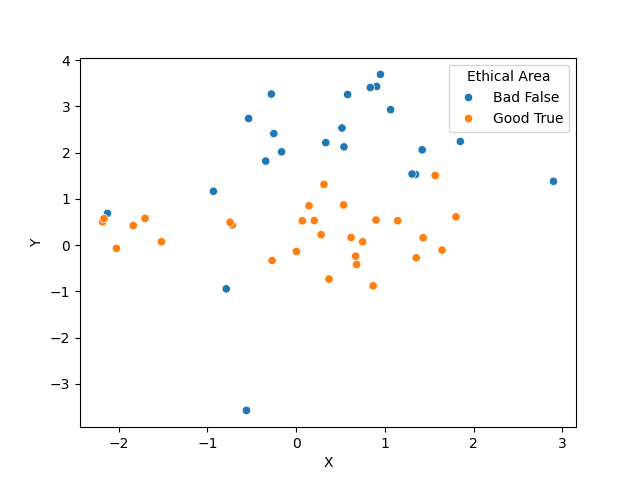 Ethical Area
Bad False
Good True
4
3
2
1
0
−1
−2
−3
Y
−2 −1 0 1 2 3
X